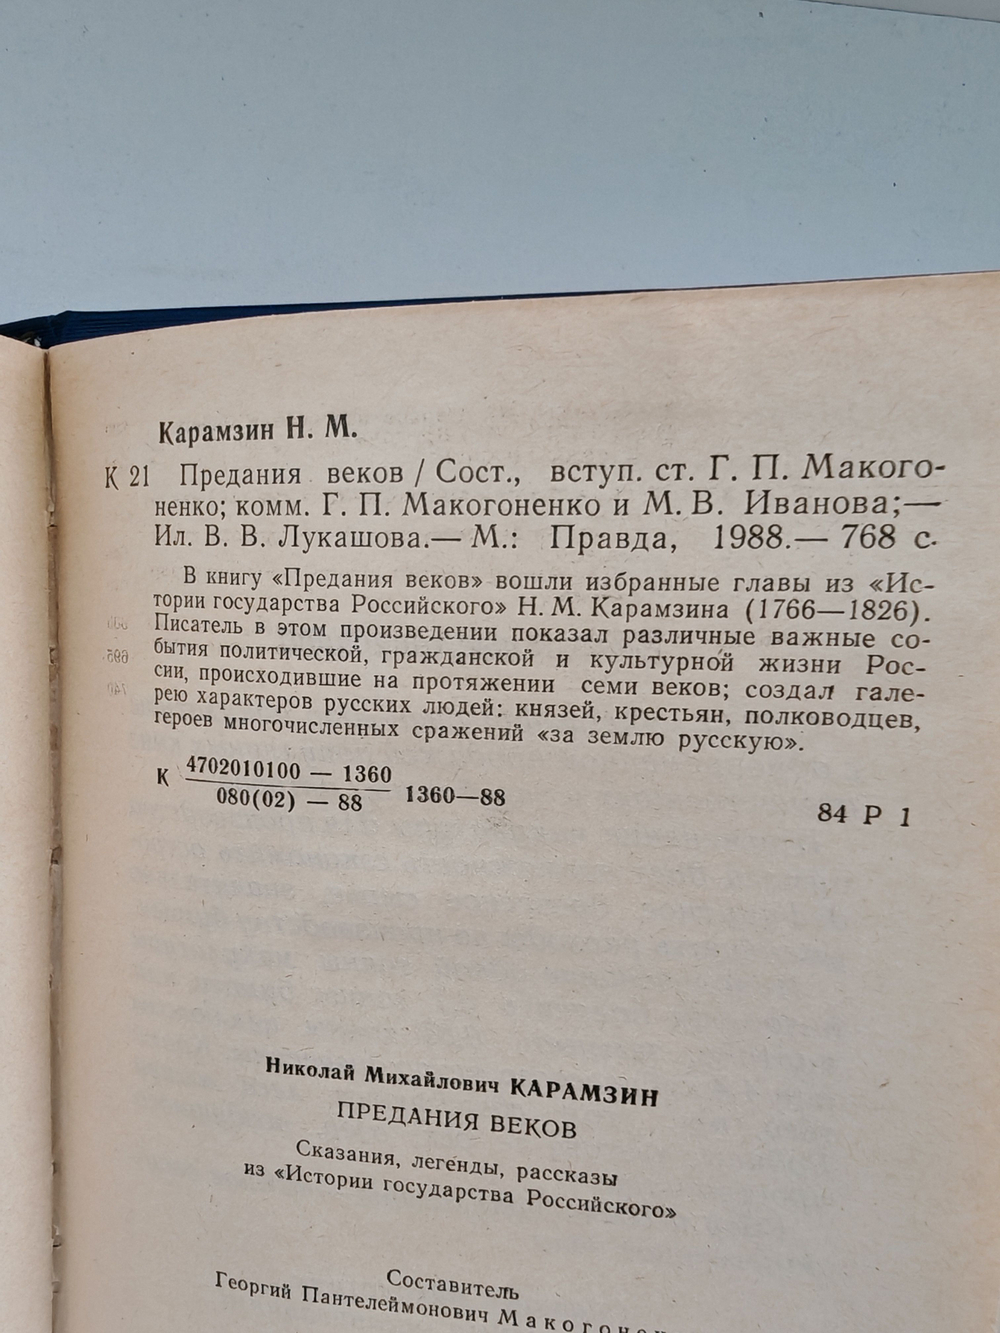 Карамзин Н. М.
К 21 Предания веков / Сост., вступ. ст. Г. П. Макого-
ненко; комм. Г. П. Макогоненко и М. В. Иванова;—
Ил. В. В. Лукашова.— М.: Правда, 1988.— 768 с.
В книгу «Предания веков» вошли избранные главы из «Ис-
тории государства Российского» Н. М. Карамзина (1766—1826).
Писатель в этом произведении показал различные важные со-
бытия политической, гражданской и культурной жизни Рос-
сии, происходившие на протяжении семи веков; создал гале-
рею характеров русских людей: князей, крестьян, полководцев,
героев многочисленных сражений «за землю русскую».
К 4702010100 — 1360
080(02) — 88 1360—88
84 Р 1
Николай Михайлович КАРАМЗИН
ПРЕДАНИЯ ВЕКОВ
Сказания, легенды, рассказы
из «Истории государства Российского»
Составитель
Георгий Пантелеймонович